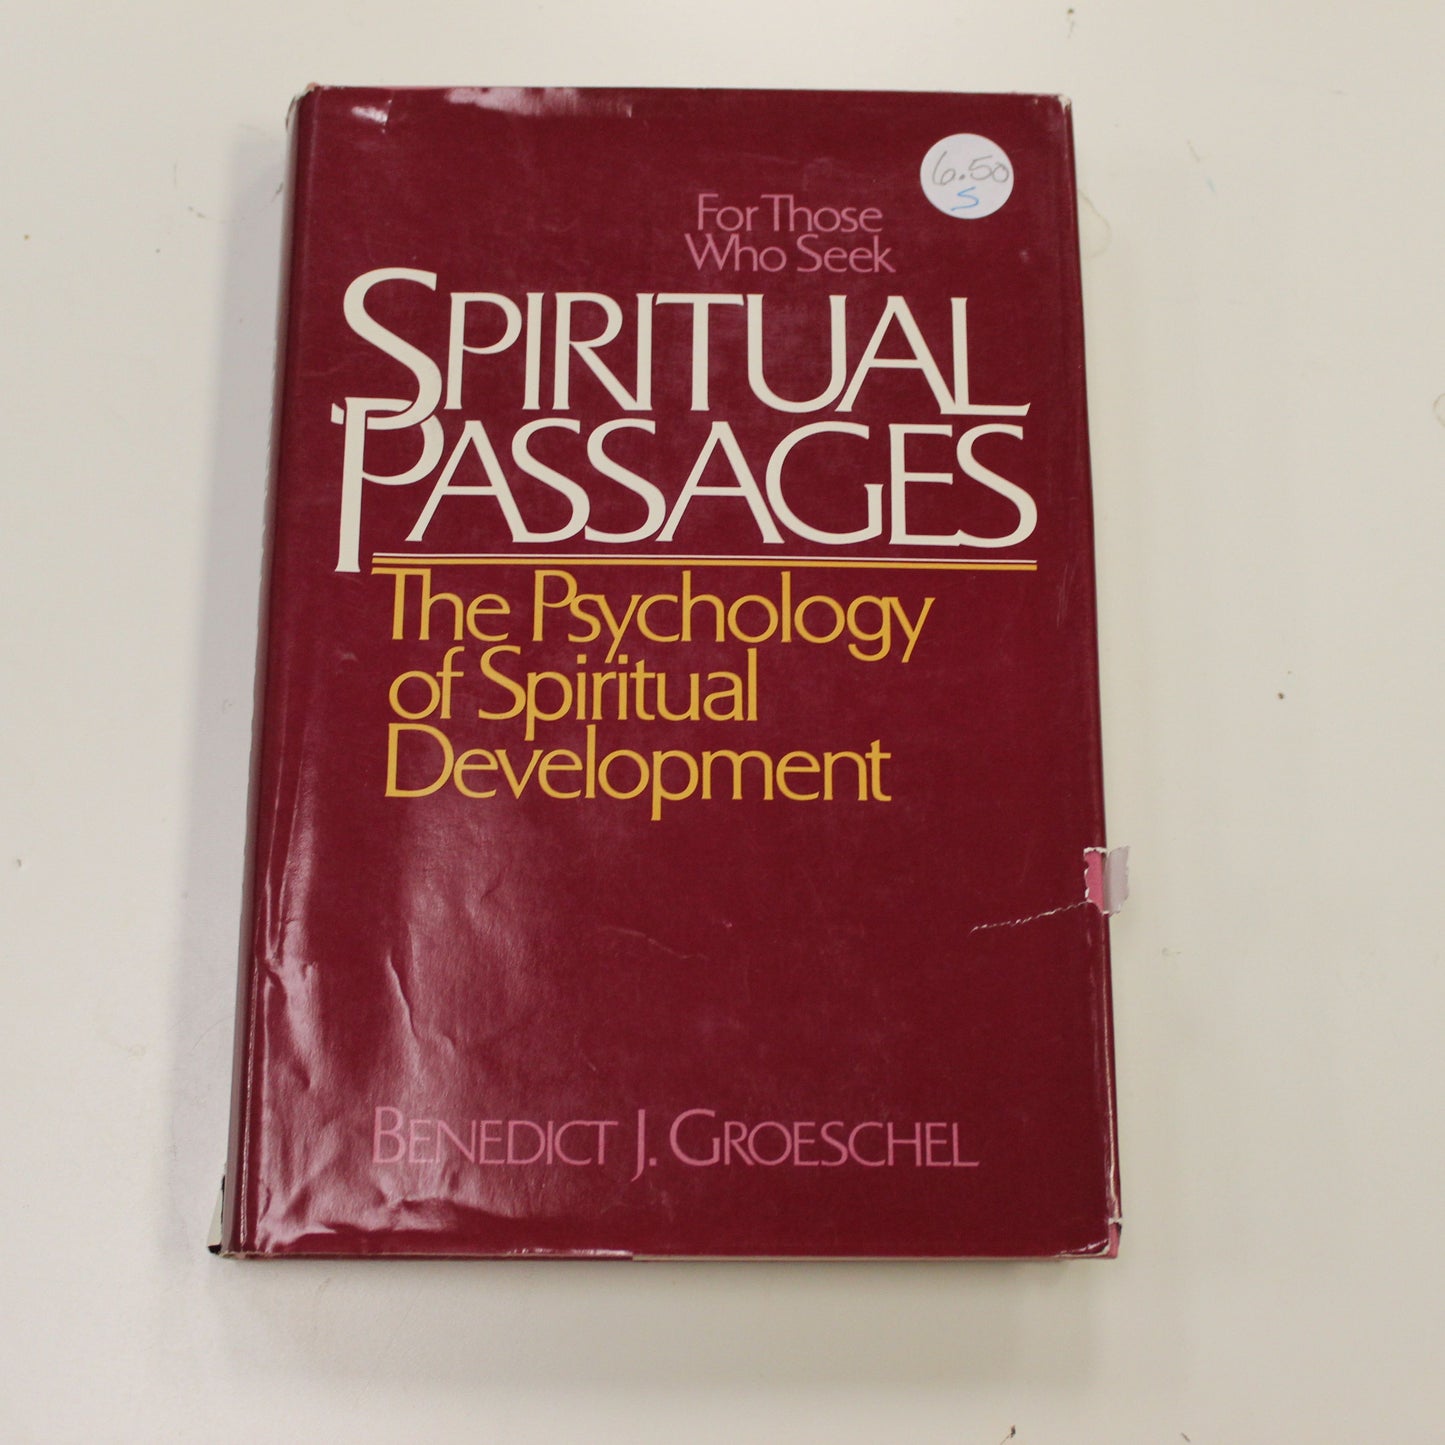 6.50
S
For Those
Who Seek
SPIRITUAL
PASSAGES
The Psychology
of Spiritual
Development
BENEDICT J. GROESCHEL